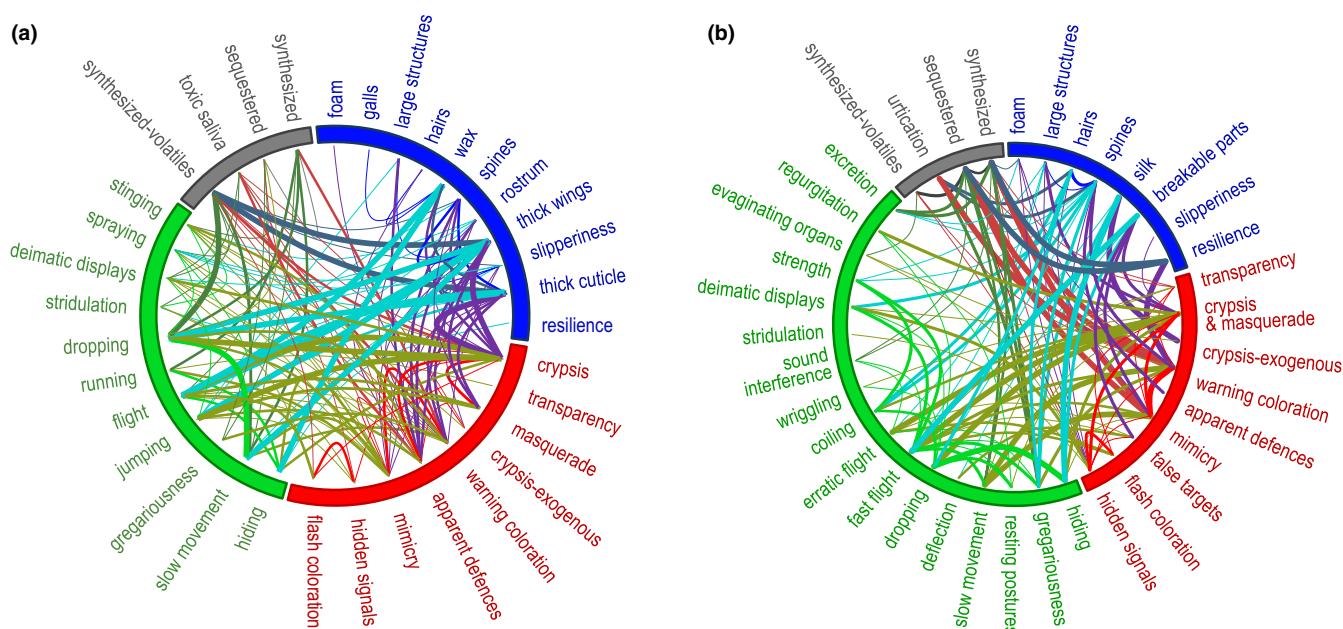 (a)
synthesized-volatiles
toxic saliva
sequestered
synthesized
foam
galls
large structures
hairs
wax
spines
rostrum
thick wings
slipperiness
thick cuticle
resilience
crypsis
transparency
masquerade
crypsis-exogenous
warning coloration
apparent defences
mimicry
hidden signals
flash coloration
hiding
slow movement
gregariousness
jumping
flight
running
dropping
stridulation
deimatic displays
spraying
stinging
(b)
synthesized-volatiles
urtication
sequestered
synthesized
foam
large structures
hairs
spines
silk
breakable parts
slipperiness
resilience
transparency
crypsis
& masquerade
crypsis-exogenous
warning coloration
apparent defences
mimicry
false targets
flash coloration
hidden signals
hiding
gregariousness
resting postures
slow movement
deflection
dropping
fast flight
erratic flight
coiling
wriggling
sound
interference
stridulation
deimatic displays
strength
evaginating organs
regurgitation
excretion